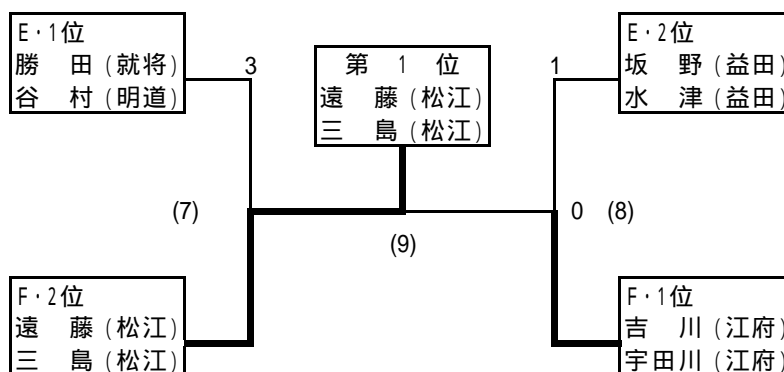 E・1位
勝　田（就将）
谷　村（明道）
3
第　1　位
遠　藤（松江）
三　島（松江）
1
E・2位
坂　野（益田）
水　津（益田）
(7)
0
(8)
(9)
F・2位
遠　藤（松江）
三　島（松江）
F・1位
吉　川（江府）
宇田川（江府）